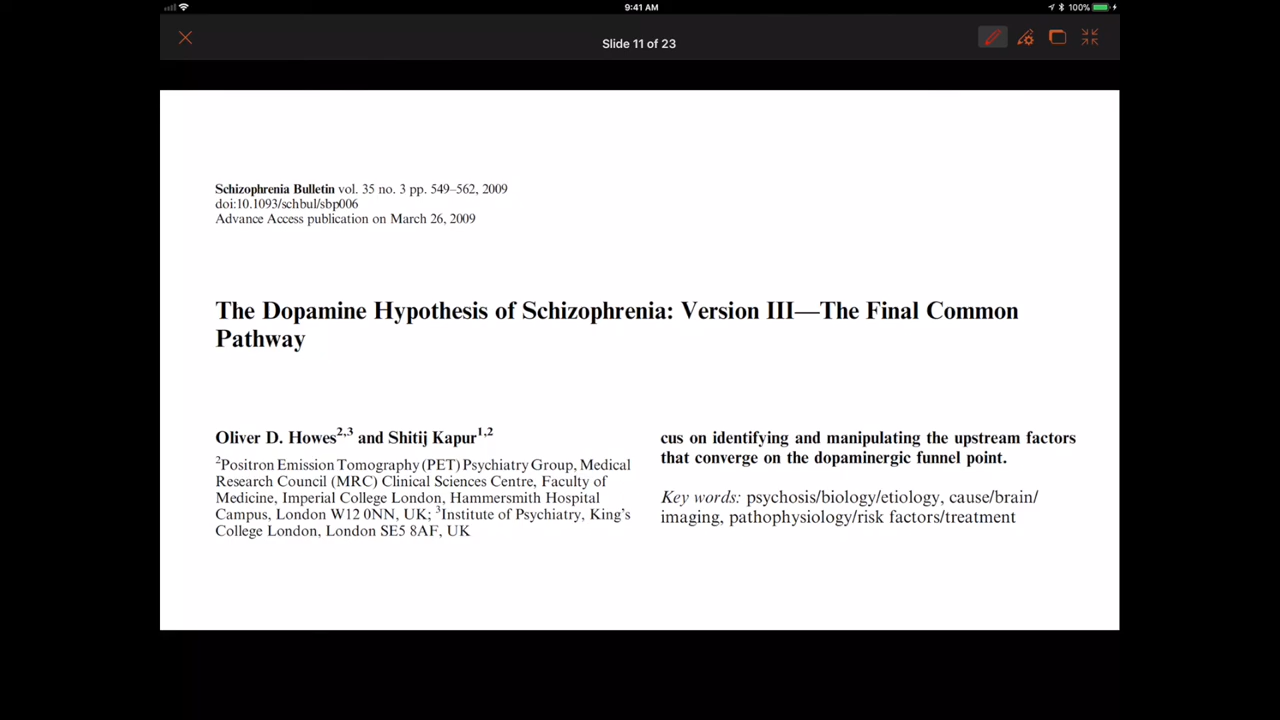 9:41 AM
100%
Slide 11 of 23
Schizophrenia Bulletin vol. 35 no. 3 pp. 549–562, 2009
doi:10.1093/schbul/sbp006
Advance Access publication on March 26, 2009
The Dopamine Hypothesis of Schizophrenia: Version III—The Final Common
Pathway
Oliver D. Howes2,3 and Shitij Kapur1,2
2Positron Emission Tomography (PET) Psychiatry Group, Medical
Research Council (MRC) Clinical Sciences Centre, Faculty of
Medicine, Imperial College London, Hammersmith Hospital
Campus, London W12 0NN, UK; 3Institute of Psychiatry, King's
College London, London SE5 8AF, UK
cus on identifying and manipulating the upstream factors
that converge on the dopaminergic funnel point.
Key words: psychosis/biology/etiology, cause/brain/
imaging, pathophysiology/risk factors/treatment